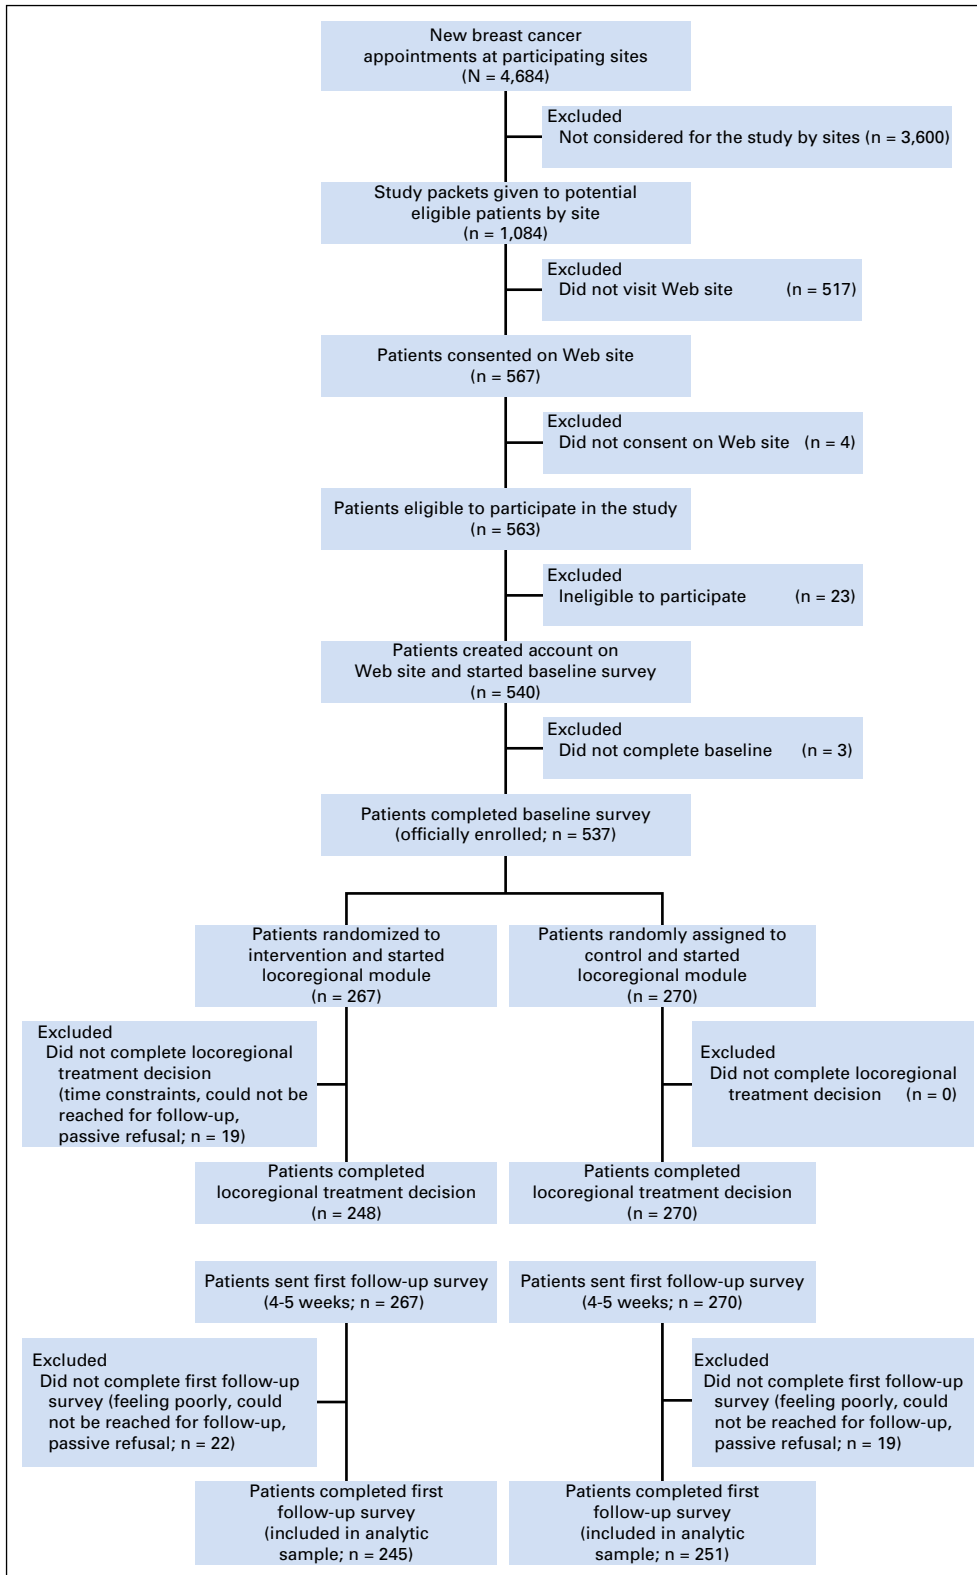 New breast cancer
appointments at participating sites
(N = 4,684)
Excluded
Not considered for the study by sites (n = 3,600)
Study packets given to potential
eligible patients by site
(n = 1,084)
Excluded
Did not visit Web site (n = 517)
Patients consented on Web site
(n = 567)
Excluded
Did not consent on Web site (n = 4)
Patients eligible to participate in the study
(n = 563)
Excluded
Ineligible to participate (n = 23)
Patients created account on
Web site and started baseline survey
(n = 540)
Excluded
Did not complete baseline (n = 3)
Patients completed baseline survey
(officially enrolled; n = 537)
Patients randomized to
intervention and started
locoregional module
(n = 267)
Patients randomly assigned to
control and started
locoregional module
(n = 270)
Excluded
Did not complete locoregional
treatment decision
(time constraints, could not be
reached for follow-up,
passive refusal; n = 19)
Excluded
Did not complete locoregional
treatment decision (n = 0)
Patients completed
locoregional treatment decision
(n = 248)
Patients completed
locoregional treatment decision
(n = 270)
Patients sent first follow-up survey
(4-5 weeks; n = 267)
Patients sent first follow-up survey
(4-5 weeks; n = 270)
Excluded
Did not complete first follow-up
survey (feeling poorly, could
not be reached for follow-up,
passive refusal; n = 22)
Excluded
Did not complete first follow-up
survey (feeling poorly, could
not be reached for follow-up,
passive refusal; n = 19)
Patients completed first
follow-up survey
(included in analytic
sample; n = 245)
Patients completed first
follow-up survey
(included in analytic
sample; n = 251)